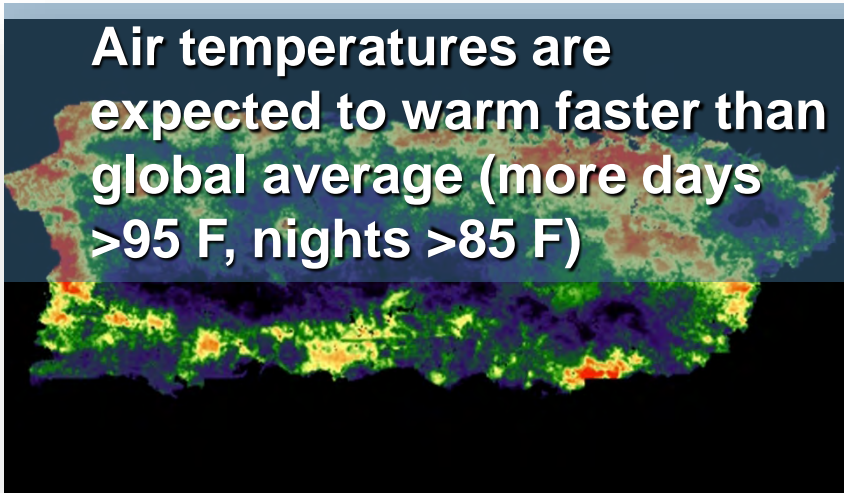 Air temperatures are
expected to warm faster than
global average (more days
>95 F, nights >85 F)